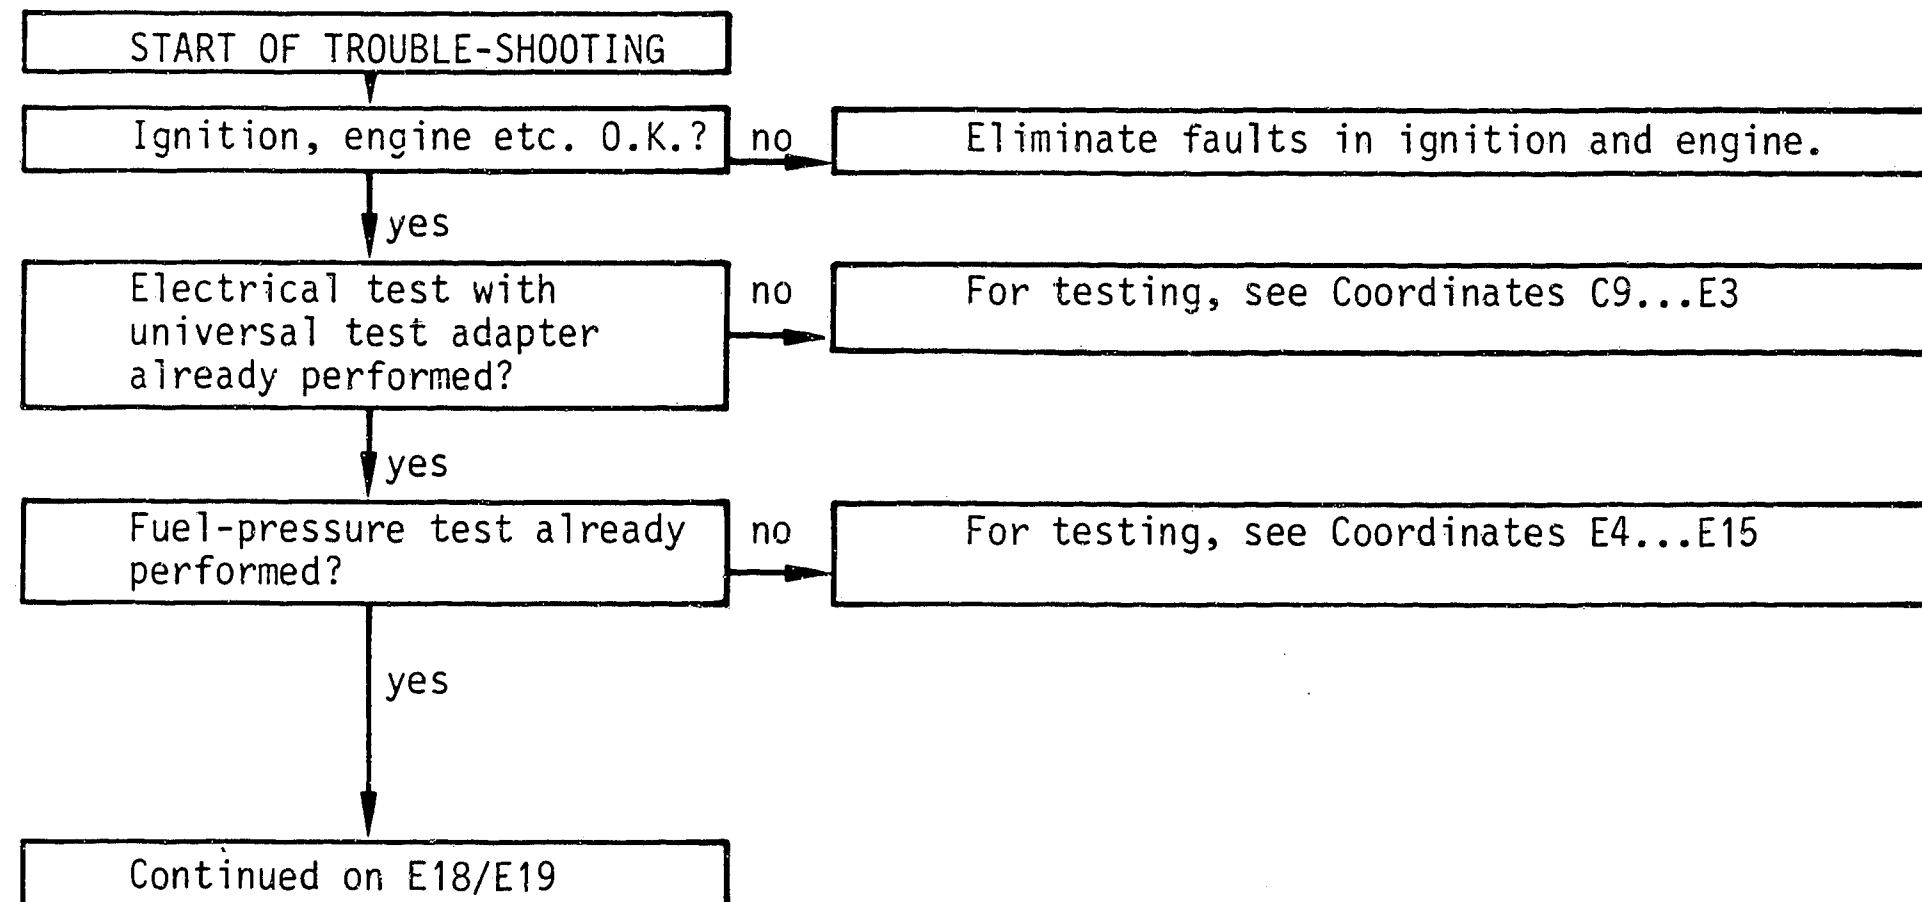 START OF TROUBLE-SHOOTING
Ignition, engine etc. O.K.?
no
Eliminate faults in ignition and engine.
yes
Electrical test with
universal test adapter
already performed?
no
For testing, see Coordinates C9...E3
yes
Fuel-pressure test already
performed?
no
For testing, see Coordinates E4...E15
yes
Continued on E18/E19